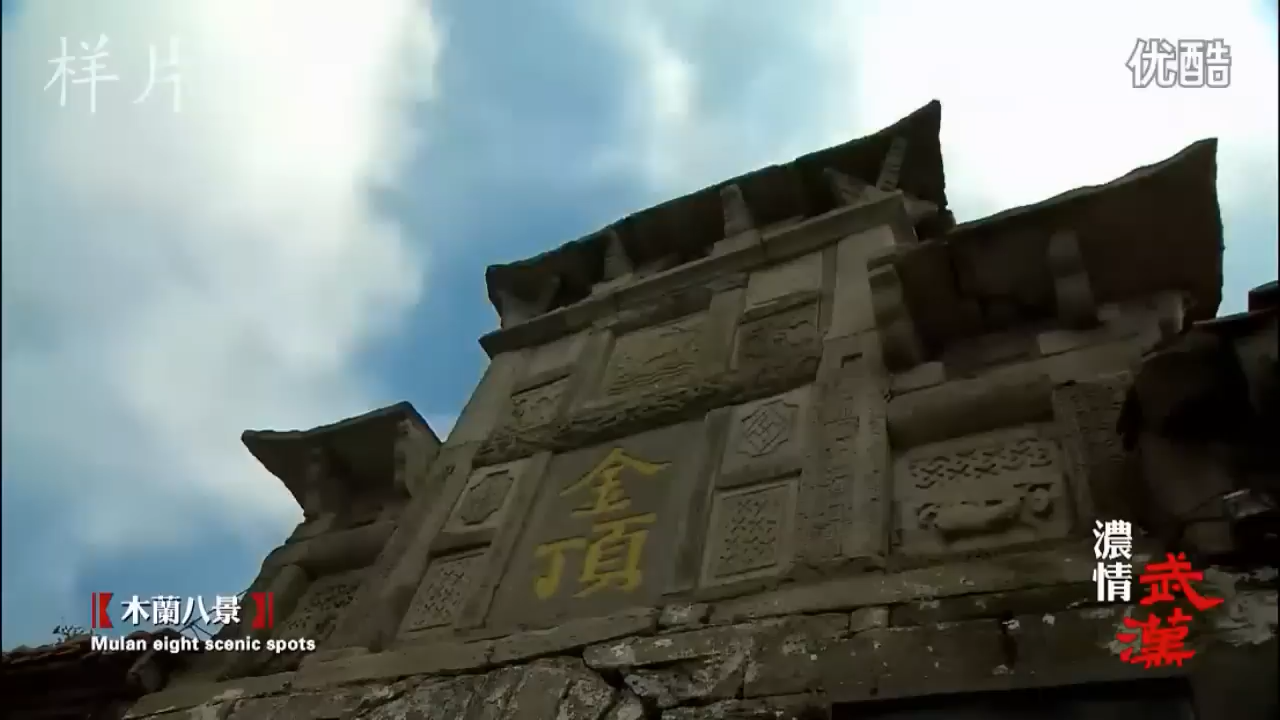 样片
优酷
金
頂
濃情
武漢
【木蘭八景】
Mulan eight scenic spots